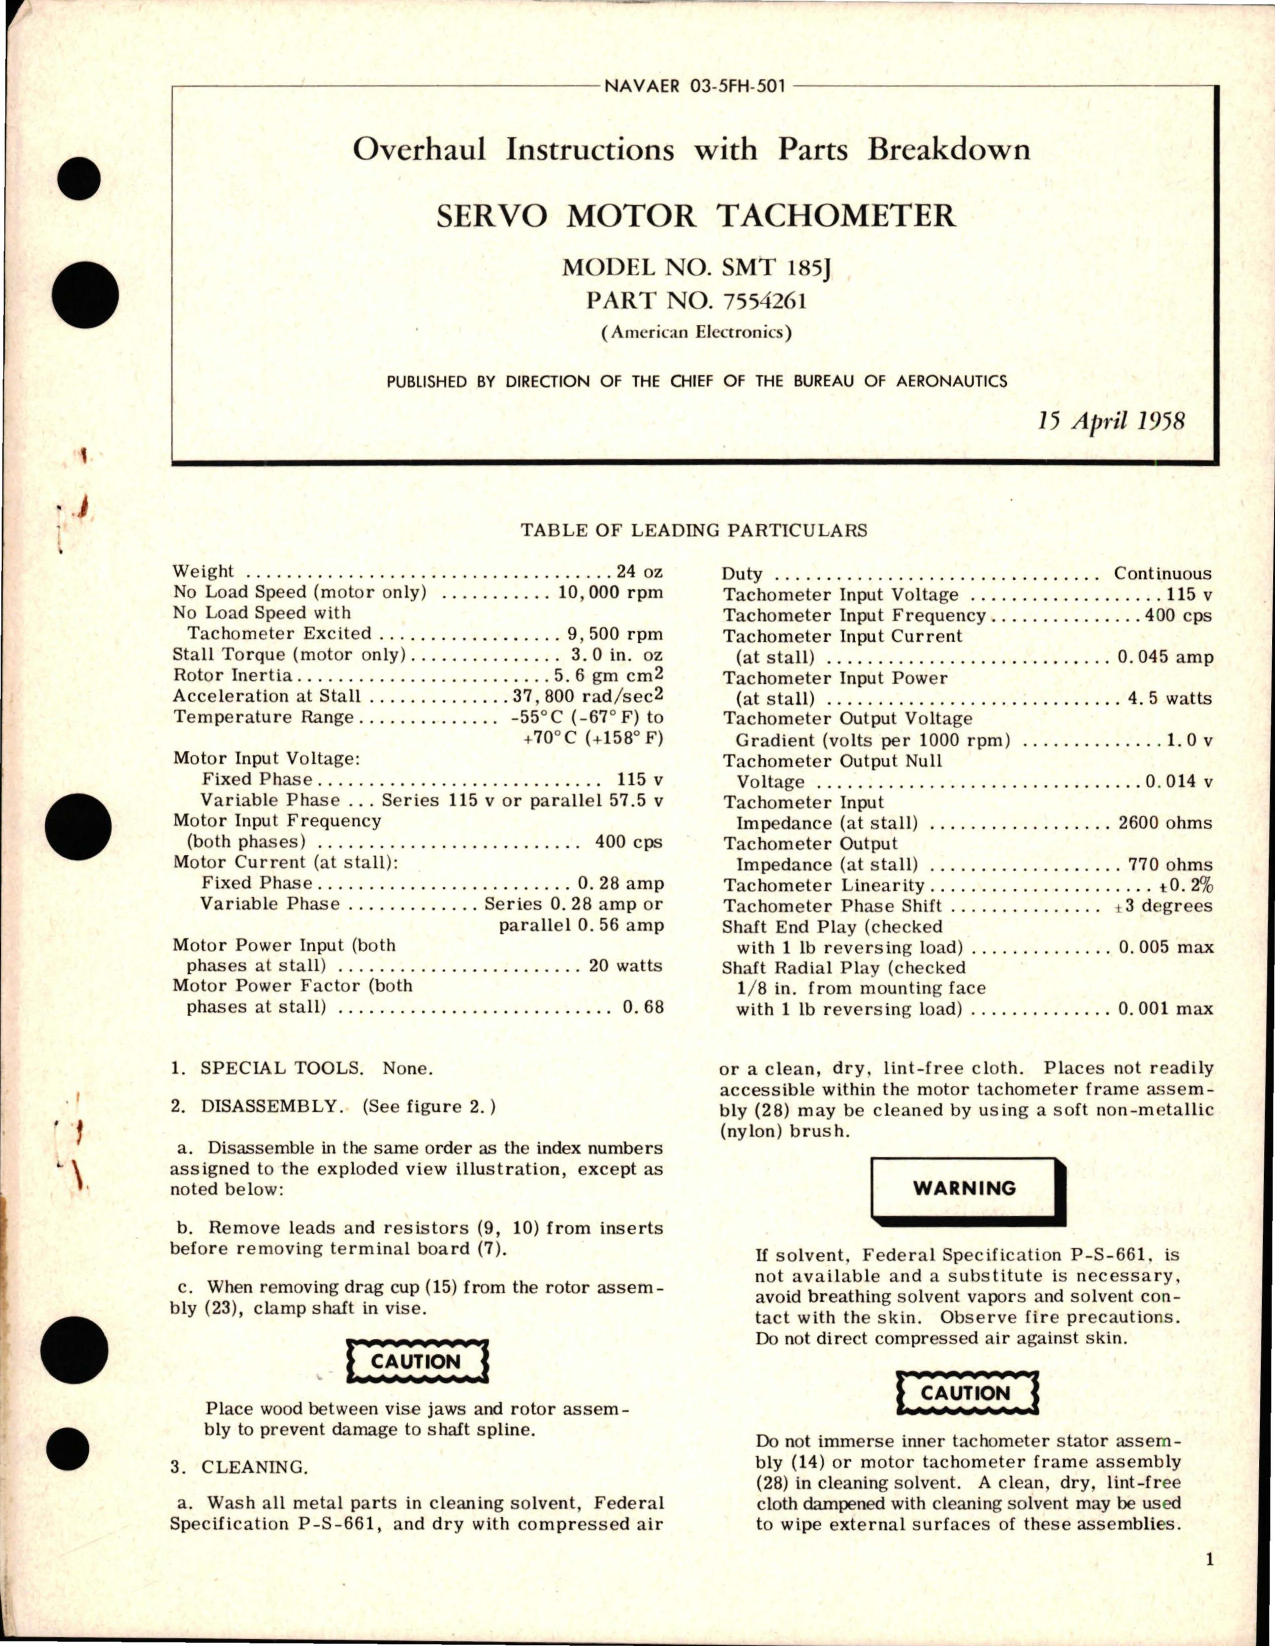 NAVAER 03-5FH-501
Overhaul Instructions with Parts Breakdown
SERVO MOTOR TACHOMETER
MODEL NO. SMT 185J
PART NO. 7554261
(American Electronics)
PUBLISHED BY DIRECTION OF THE CHIEF OF THE BUREAU OF AERONAUTICS
15 April 1958
TABLE OF LEADING PARTICULARS
Weight .................................... 24 oz
No Load Speed (motor only) ........... 10,000 rpm
No Load Speed with
Tachometer Excited .................. 9,500 rpm
Stall Torque (motor only)............... 3.0 in. oz
Rotor Inertia......................... 5.6 gm cm2
Acceleration at Stall .............. 37,800 rad/sec2
Temperature Range.............. -55°C (-67°F) to
+70°C (+158°F)
Motor Input Voltage:
Fixed Phase............................ 115 v
Variable Phase ... Series 115 v or parallel 57.5 v
Motor Input Frequency
(both phases) .......................... 400 cps
Motor Current (at stall):
Fixed Phase......................... 0.28 amp
Variable Phase ............. Series 0.28 amp or
parallel 0.56 amp
Motor Power Input (both
phases at stall) ........................ 20 watts
Motor Power Factor (both
phases at stall) ........................... 0.68
Duty ................................ Continuous
Tachometer Input Voltage ................... 115 v
Tachometer Input Frequency............... 400 cps
Tachometer Input Current
(at stall) ............................ 0.045 amp
Tachometer Input Power
(at stall) ............................. 4.5 watts
Tachometer Output Voltage
Gradient (volts per 1000 rpm) .............. 1.0 v
Tachometer Output Null
Voltage ................................ 0.014 v
Tachometer Input
Impedance (at stall) .................. 2600 ohms
Tachometer Output
Impedance (at stall) ................... 770 ohms
Tachometer Linearity...................... ±0.2%
Tachometer Phase Shift ............... ±3 degrees
Shaft End Play (checked
with 1 lb reversing load) .............. 0.005 max
Shaft Radial Play (checked
1/8 in. from mounting face
with 1 lb reversing load) .............. 0.001 max
1. SPECIAL TOOLS. None.
2. DISASSEMBLY. (See figure 2.)
a. Disassemble in the same order as the index numbers
assigned to the exploded view illustration, except as
noted below:
b. Remove leads and resistors (9, 10) from inserts
before removing terminal board (7).
c. When removing drag cup (15) from the rotor assem-
bly (23), clamp shaft in vise.
CAUTION
Place wood between vise jaws and rotor assem-
bly to prevent damage to shaft spline.
3. CLEANING.
a. Wash all metal parts in cleaning solvent, Federal
Specification P-S-661, and dry with compressed air
or a clean, dry, lint-free cloth. Places not readily
accessible within the motor tachometer frame assem-
bly (28) may be cleaned by using a soft non-metallic
(nylon) brush.
WARNING
If solvent, Federal Specification P-S-661, is
not available and a substitute is necessary,
avoid breathing solvent vapors and solvent con-
tact with the skin. Observe fire precautions.
Do not direct compressed air against skin.
CAUTION
Do not immerse inner tachometer stator assem-
bly (14) or motor tachometer frame assembly
(28) in cleaning solvent. A clean, dry, lint-free
cloth dampened with cleaning solvent may be used
to wipe external surfaces of these assemblies.
1